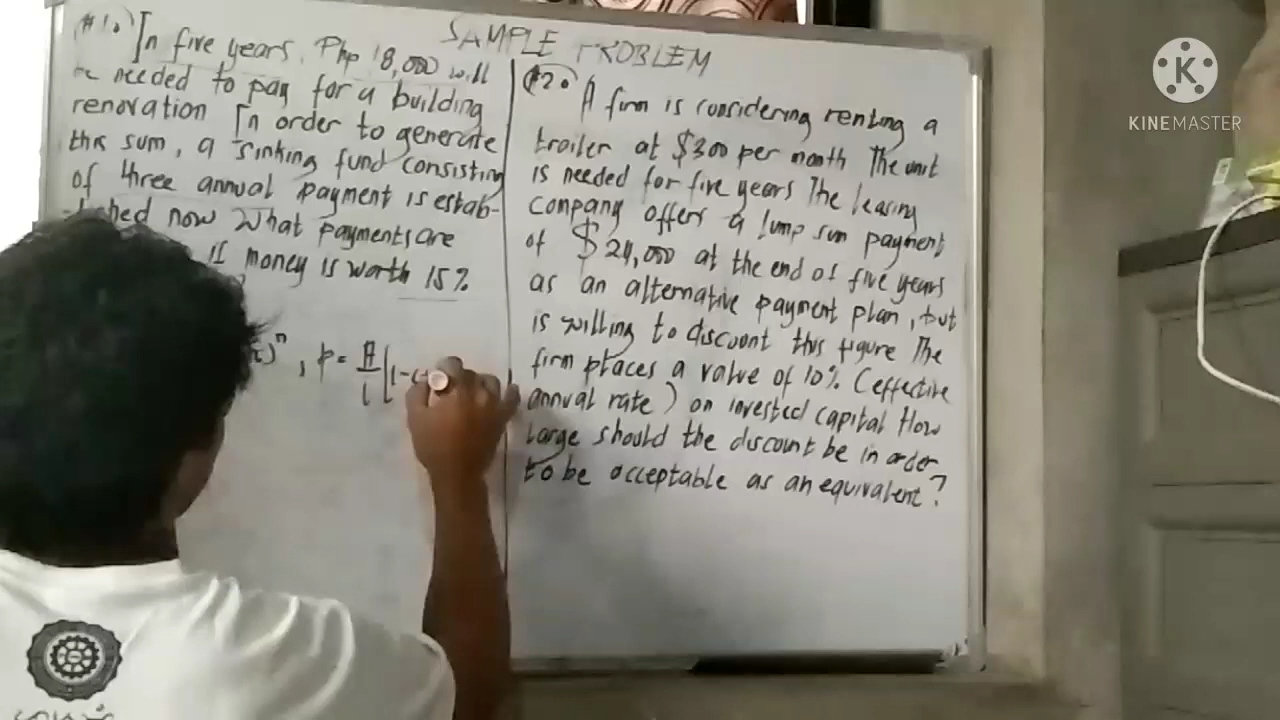 SAMPLE PROBLEM
#1. In five years, Php 18,000 will
be needed to pay for a building
renovation In order to generate
this sum, a sinking fund consisting
of three annual payment is estab-
now What payments are
If money is worth 15%
)ⁿ , P = A/i [1-(
#2. A firm is considering renting a
trailer at $300 per month The unit
is needed for five years The leasing
company offers a lump sum payment
of $24,000 at the end of five years
as an alternative payment plan, but
is willing to discount this figure The
firm places a value of 10% (effective
annual rate) on invested capital How
large should the discount be in order
to be acceptable as an equivalent?
KINEMASTER